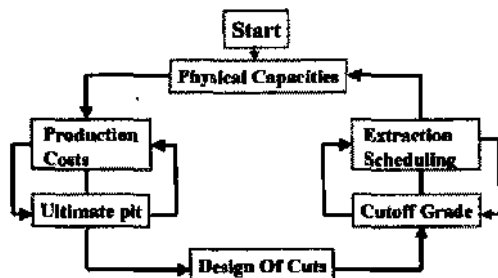 Start
Physical Capacities
Production
Costs
Extraction
Scheduling
Ultimate pit
Cutoff Grade
Design Of Cuts